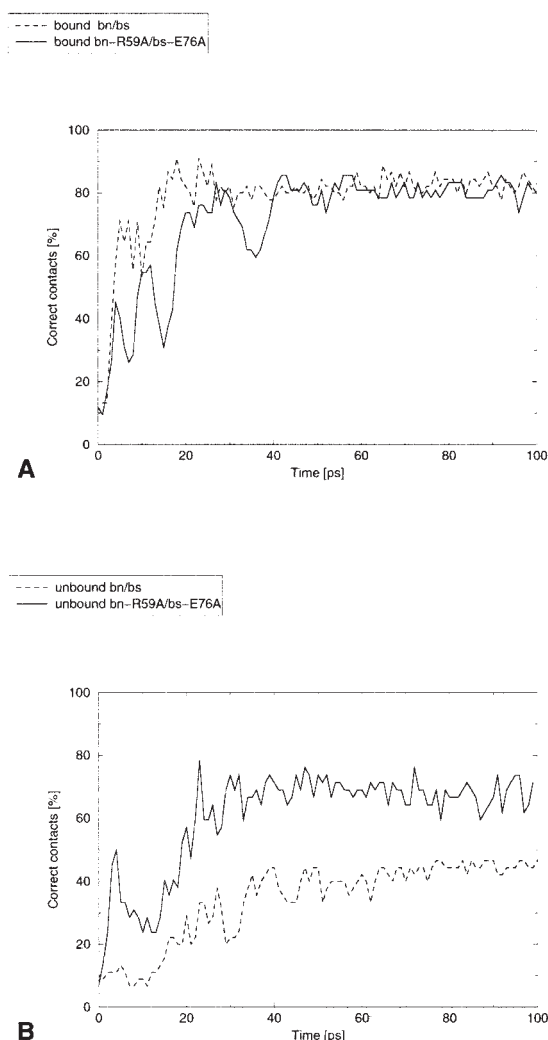 bound bn/bs
bound bn-R59A/bs-E76A
100
80
60
40
20
0
Correct contacts [%]
0 20 40 60 80 100
Time [ps]
A
unbound bn/bs
unbound bn-R59A/bs-E76A
100
80
60
40
20
0
Correct contacts [%]
0 20 40 60 80 100
Time [ps]
B